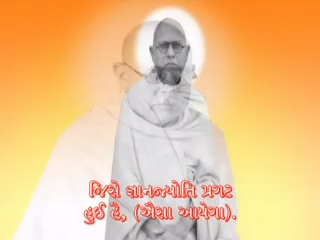 જિસે જ્ઞાનજ્યોતિ પ્રગટ
હુઈ હૈ, (ઐસા આયેગા).